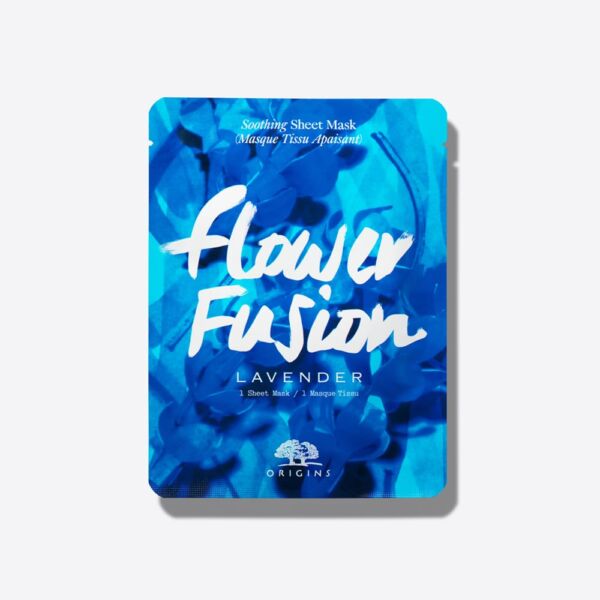 Soothing Sheet Mask
(Masque Tissu Apaisant)
flower
Fusion
LAVENDER
1 Sheet Mask / 1 Masque Tissu
ORIGINS